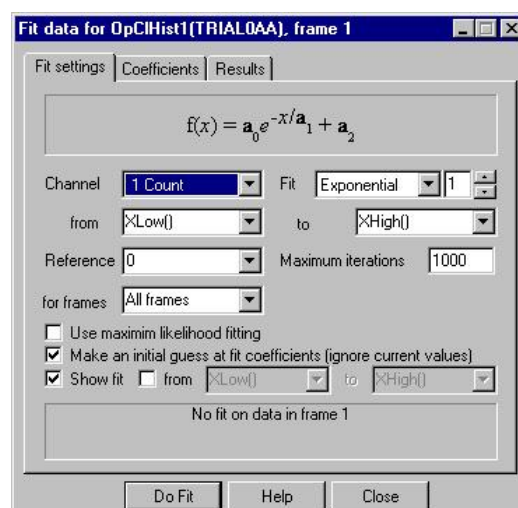 Fit data for OpClHist1(TRIAL0AA), frame 1
Fit settings Coefficients Results
f(x) = a0e-x/a1 + a2
Channel 1 Count Fit Exponential 1
from XLow() to XHigh()
Reference 0 Maximum iterations 1000
for frames All frames
Use maximim likelihood fitting
Make an initial guess at fit coefficients (ignore current values)
Show fit from XLow() to XHigh()
No fit on data in frame 1
Do Fit Help Close